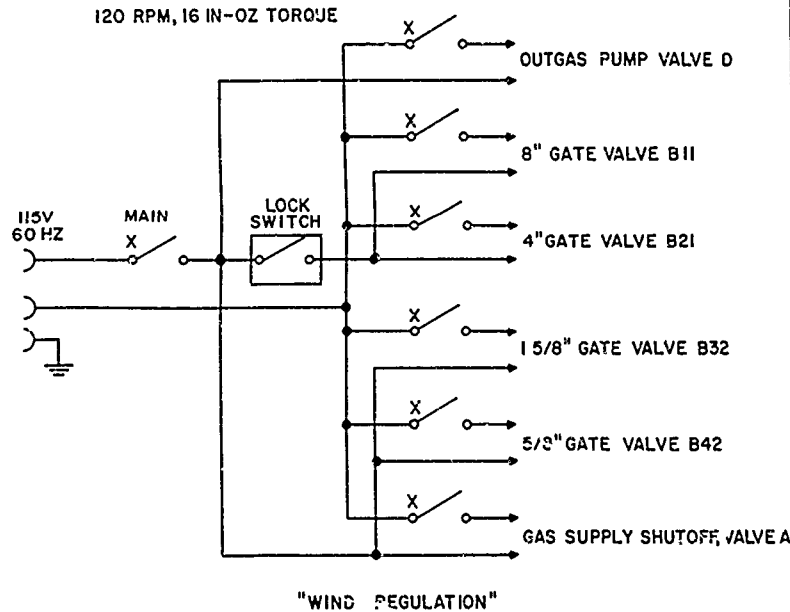 120 RPM, 16 IN-OZ TORQUE
X
OUTGAS PUMP VALVE D
X
8" GATE VALVE B11
115V
60 HZ
MAIN
X
LOCK
SWITCH
X
4" GATE VALVE B21
X
1 5/8" GATE VALVE B32
X
5/8" GATE VALVE B42
X
GAS SUPPLY SHUTOFF, VALVE A
"WIND REGULATION"